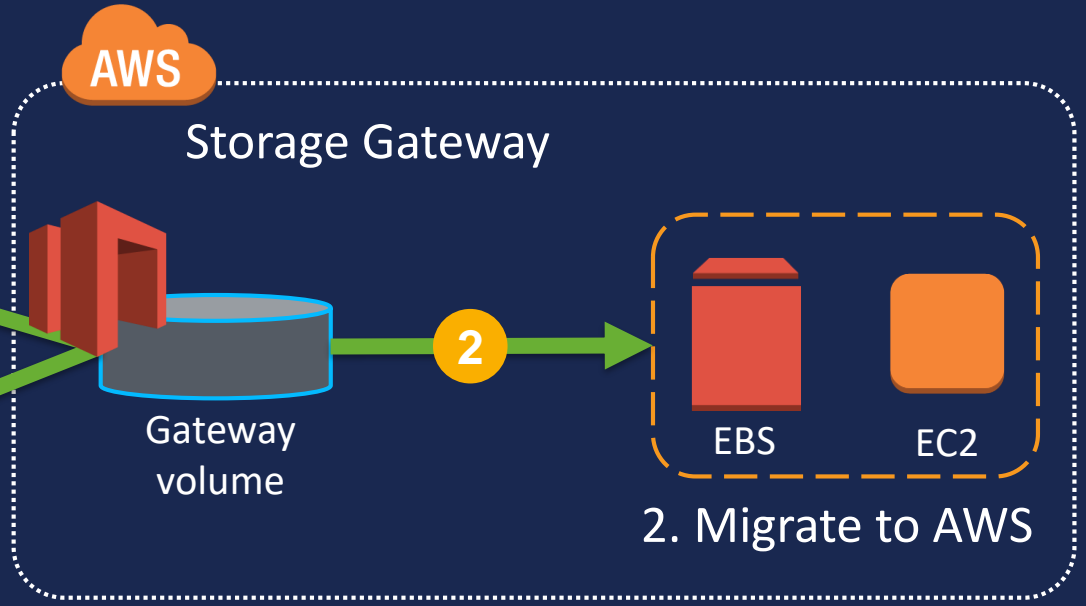 AWS
Storage Gateway
2
Gateway
volume
EBS
EC2
2. Migrate to AWS